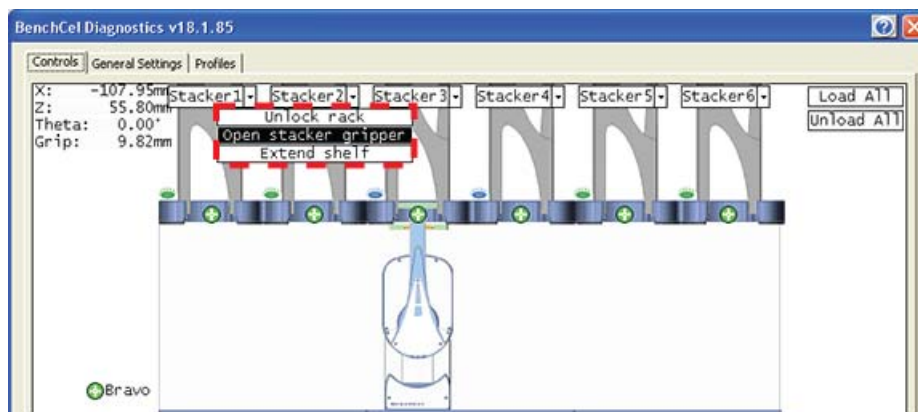 BenchCel Diagnostics v18.1.85
Controls General Settings Profiles
X: -107.95mm
Z: 55.80mm
Theta: 0.00°
Grip: 9.82mm
Stacker1 Stacker2 Stacker3 Stacker4 Stacker5 Stacker6
Load All
Unload All
Unlock rack
Open stacker gripper
Extend shelf
Bravo